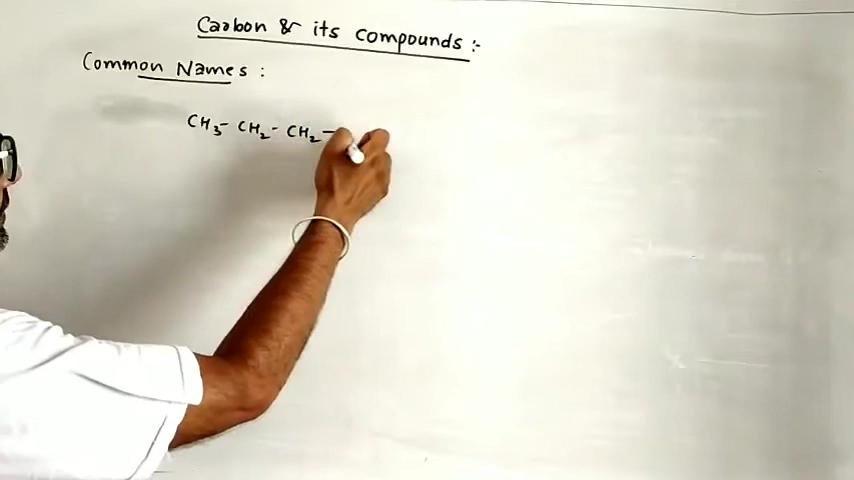 Carbon & its compounds :-
Common Names :
CH₃- CH₂- CH₂-